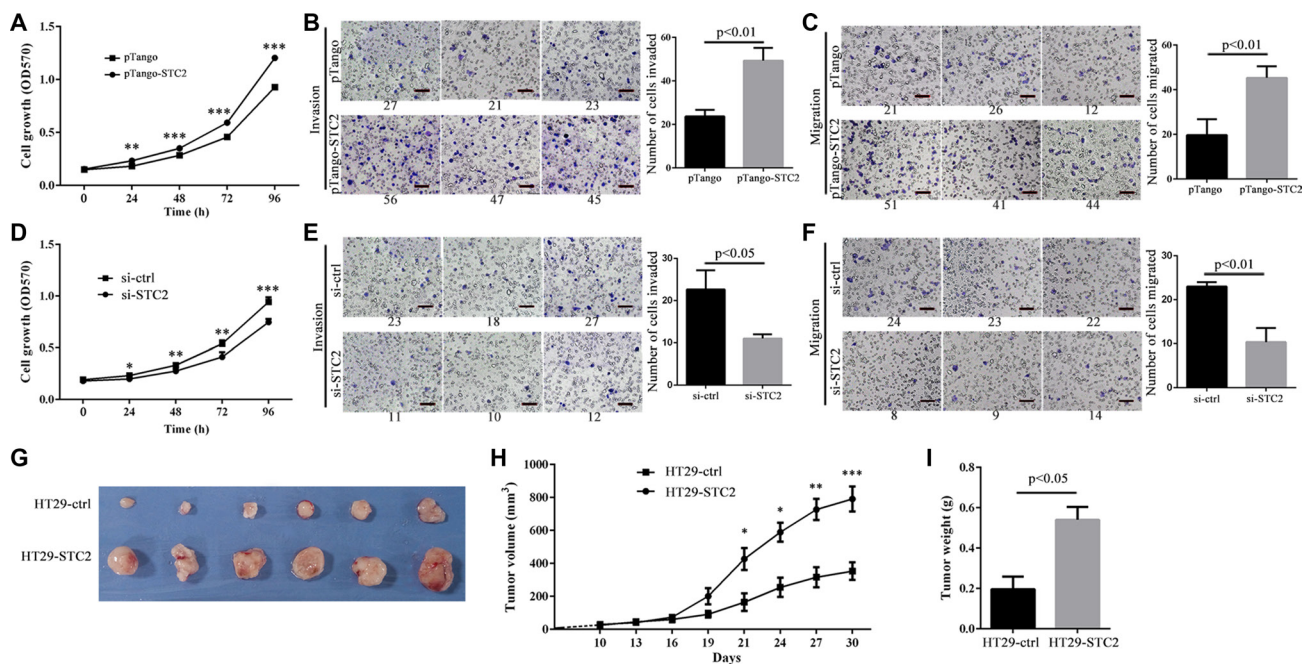 A
pTango
pTango-STC2
Cell growth (OD570)
1.5
1.0
0.5
0.0
**
***
***
***
0 24 48 72 96
Time (h)
B
Invasion
pTango
27 21 23
pTango-STC2
56 47 45
Number of cells invaded
60
40
20
0
p<0.01
pTango pTango-STC2
C
Migration
pTango
21 26 12
pTango-STC2
51 41 44
Number of cells migrated
60
40
20
0
p<0.01
pTango pTango-STC2
D
si-ctrl
si-STC2
Cell growth (OD570)
1.5
1.0
0.5
0.0
*
**
**
***
0 24 48 72 96
Time (h)
E
Invasion
si-ctrl
23 18 27
si-STC2
11 10 12
Number of cells invaded
30
20
10
0
p<0.05
si-ctrl si-STC2
F
Migration
si-ctrl
24 23 22
si-STC2
8 9 14
Number of cells migrated
30
20
10
0
p<0.01
si-ctrl si-STC2
G
HT29-ctrl
HT29-STC2
H
HT29-ctrl
HT29-STC2
Tumor volume (mm3)
1000
800
600
400
200
0
*
*
**
***
10 13 16 19 21 24 27 30
Days
I
Tumor weight (g)
0.8
0.6
0.4
0.2
0.0
p<0.05
HT29-ctrl HT29-STC2